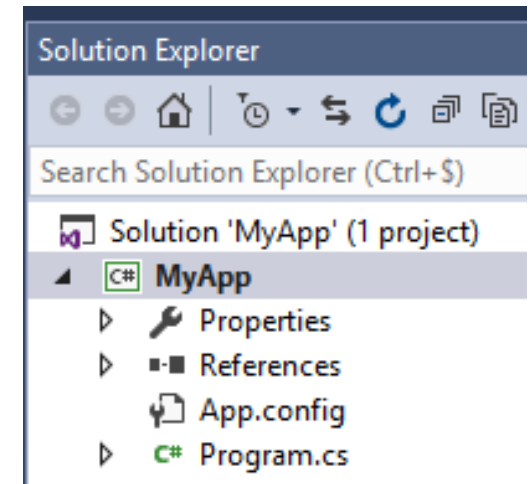 Solution Explorer
Search Solution Explorer (Ctrl+$)
Solution 'MyApp' (1 project)
C# MyApp
Properties
References
App.config
C# Program.cs